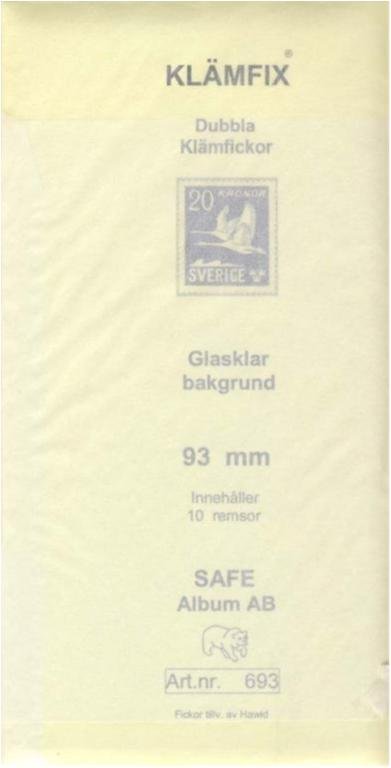 KLÄMFIX®
Dubbla
Klämfickor
20 KRONOR
SVERIGE
Glasklar
bakgrund
93 mm
Innehåller
10 remsor
SAFE
Album AB
Art.nr. 693
Fickor tillv. av Hawid